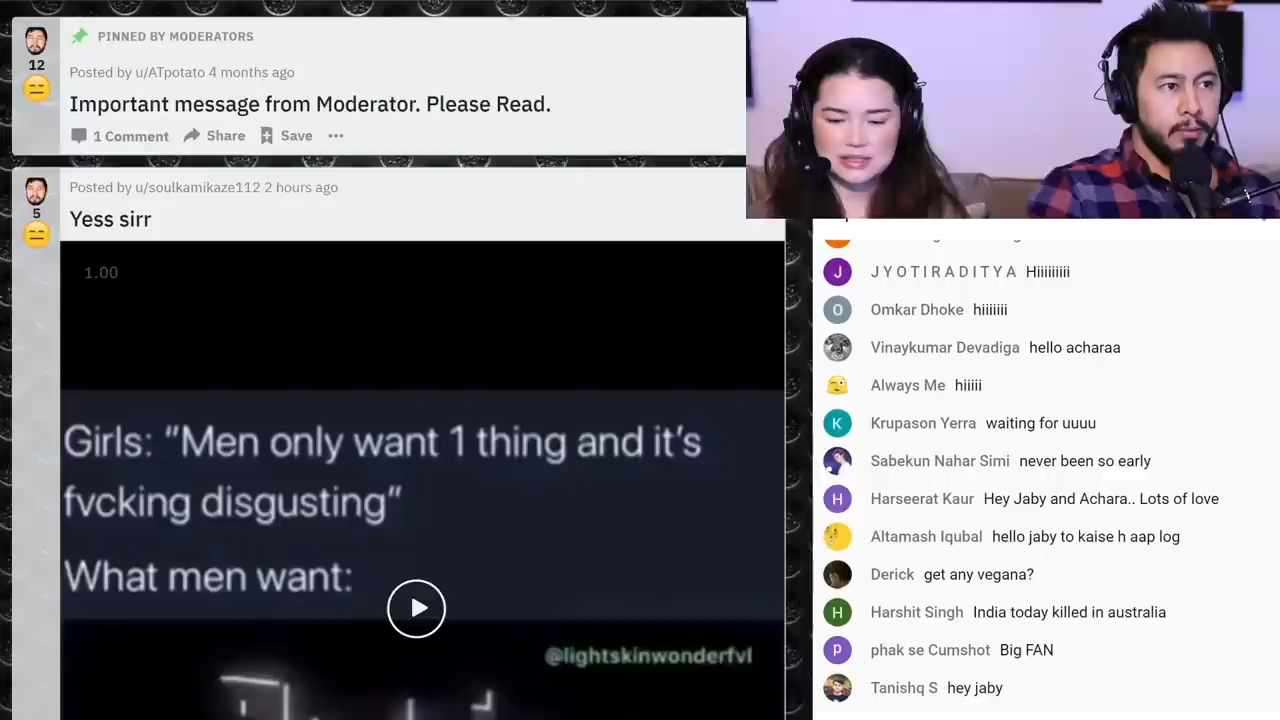 PINNED BY MODERATORS
12
Posted by u/ATpotato 4 months ago
Important message from Moderator. Please Read.
1 Comment Share Save
Posted by u/soulkamikaze112 2 hours ago
5
Yess sirr
1.00
Girls: “Men only want 1 thing and it’s
fvcking disgusting”
What men want:
@lightskinwonderfvl
J J Y O T I R A D I T Y A Hiiiiiiiii
O Omkar Dhoke hiiiiiii
Vinaykumar Devadiga hello acharaa
Always Me hiiiii
K Krupason Yerra waiting for uuuu
Sabekun Nahar Simi never been so early
H Harseerat Kaur Hey Jaby and Achara.. Lots of love
Altamash Iqubal hello jaby to kaise h aap log
Derick get any vegana?
H Harshit Singh India today killed in australia
p phak se Cumshot Big FAN
Tanishq S hey jaby